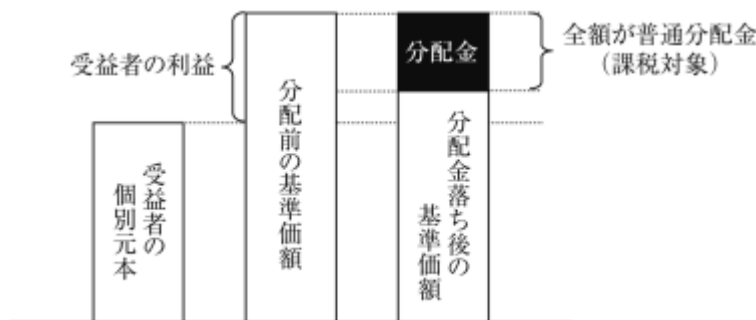 受益者の利益
分配金
全額が普通分配金
（課税対象）
受益者の
個別元本
分配前の基準価額
分配金落ち後の
基準価額